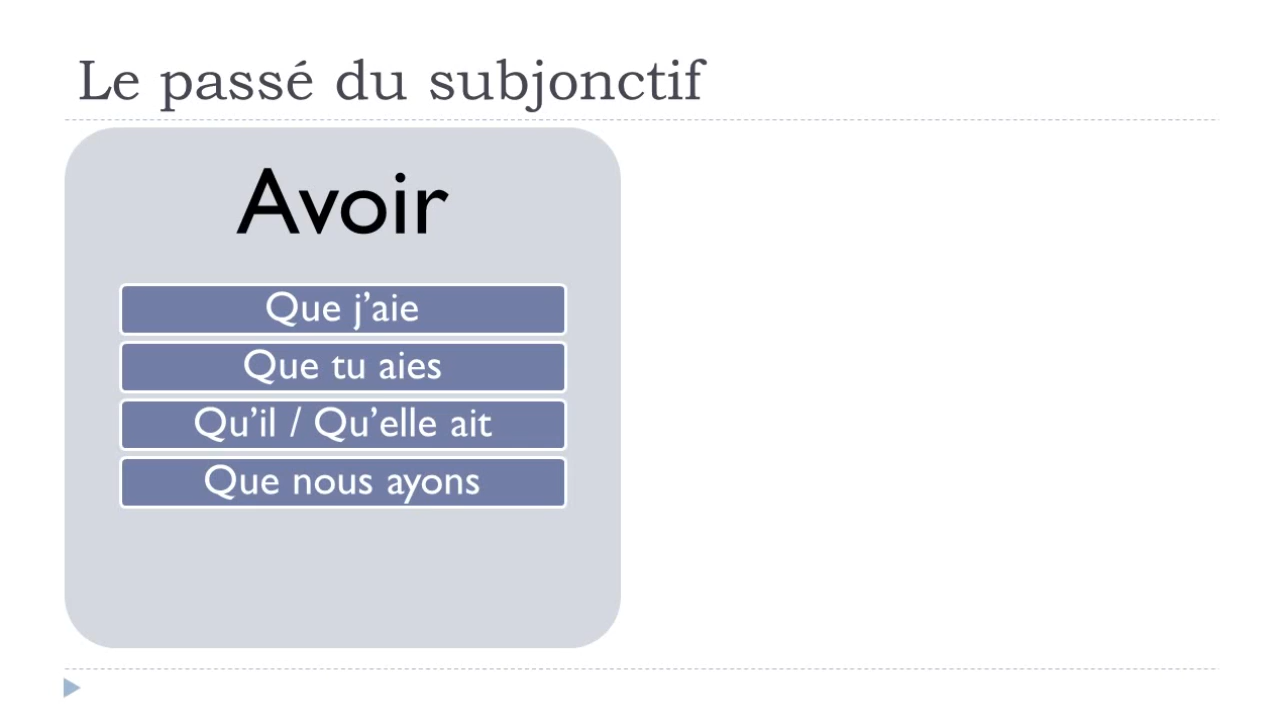 Le passé du subjonctif
Avoir
Que j’aie
Que tu aies
Qu’il / Qu’elle ait
Que nous ayons